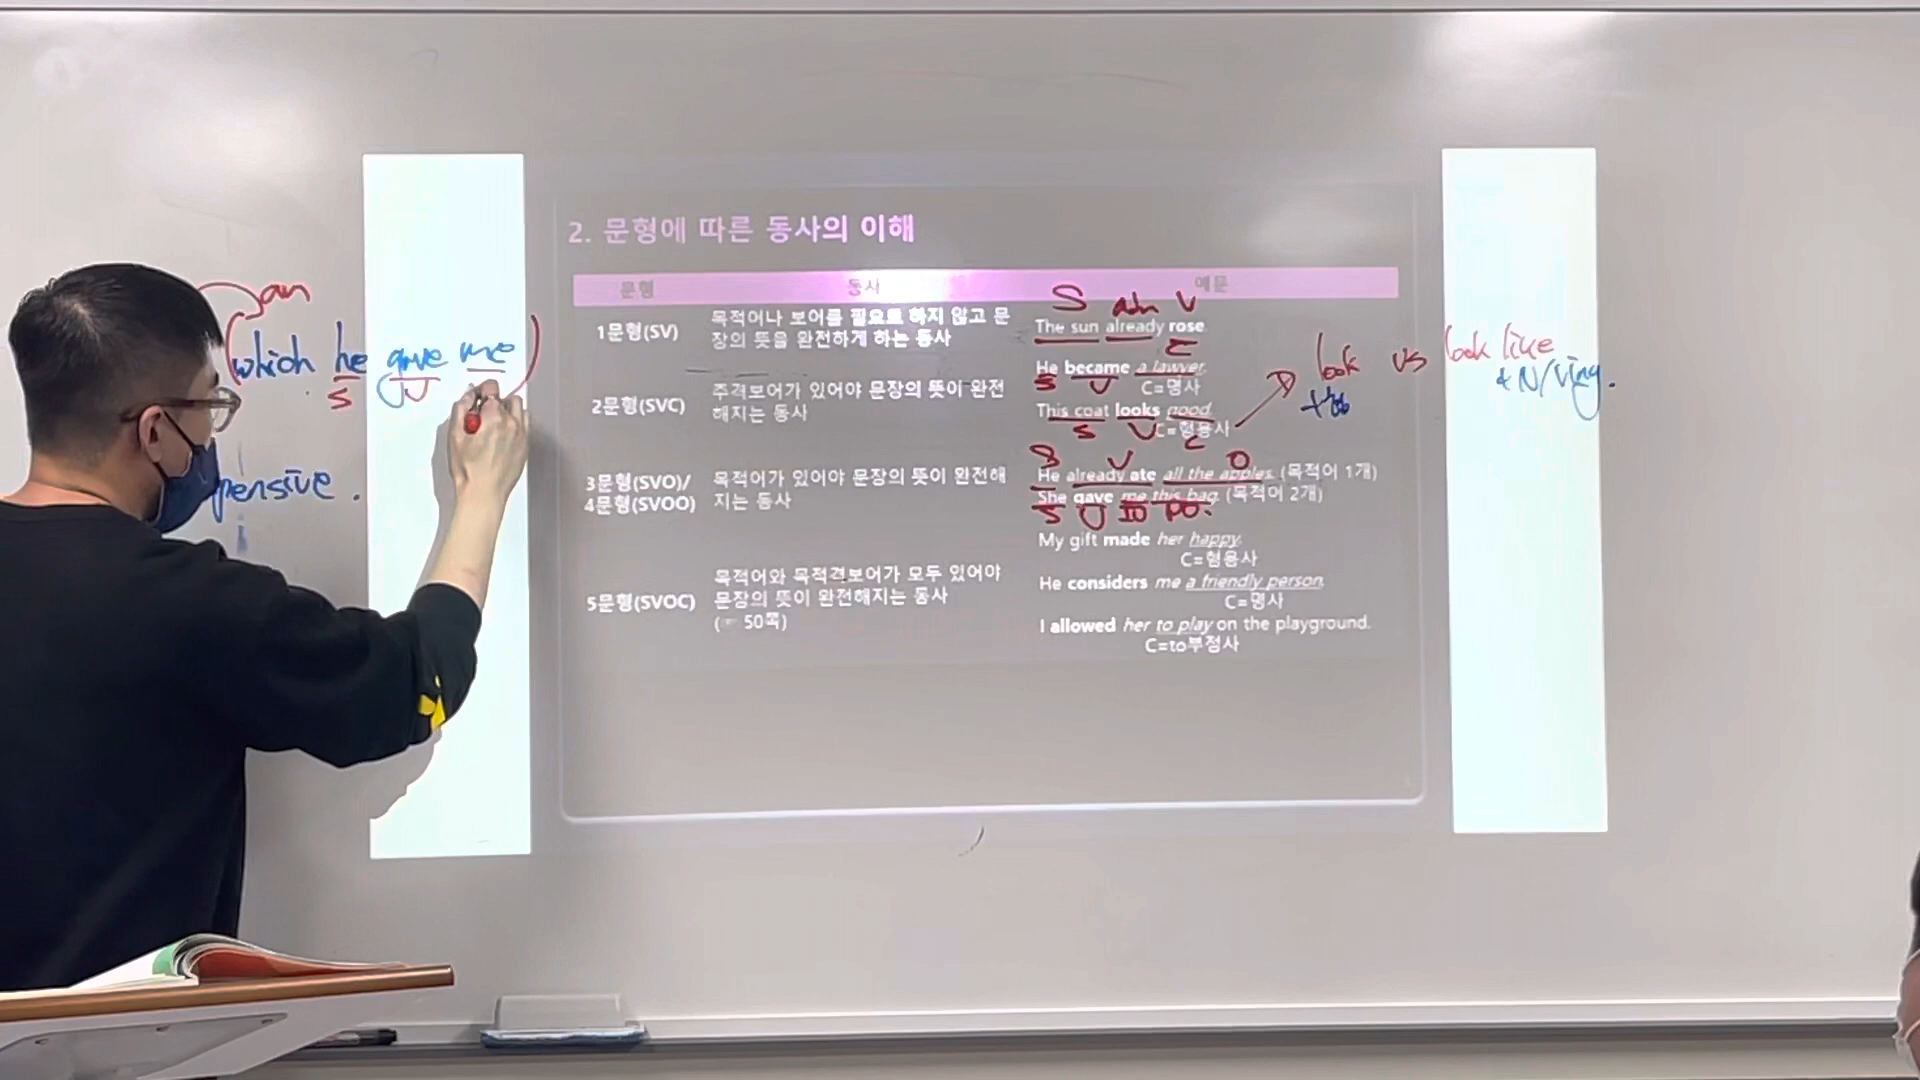 2. 문형에 따른 동사의 이해
문형 동사 예문
1문형(SV) 목적어나 보어를 필요로 하지 않고 문
장의 뜻을 완전하게 하는 동사
S adv V
The sun already rose.
2문형(SVC) 주격보어가 있어야 문장의 뜻이 완전
해지는 동사
C
He became a lawyer.
S V C=명사
This coat looks good.
S V C C=형용사
3문형(SVO)/
4문형(SVOO)
목적어가 있어야 문장의 뜻이 완전해
지는 동사
S V O
He already ate all the apples. (목적어 1개)
She gave me this bag. (목적어 2개)
S V IO DO.
5문형(SVOC)
목적어와 목적격보어가 모두 있어야
문장의 뜻이 완전해지는 동사
( 50쪽)
My gift made her happy.
C=형용사
He considers me a friendly person.
C=명사
I allowed her to play on the playground.
C=to부정사
(which he gave me)
S V
pensive.
look vs look like
+N/Ving.